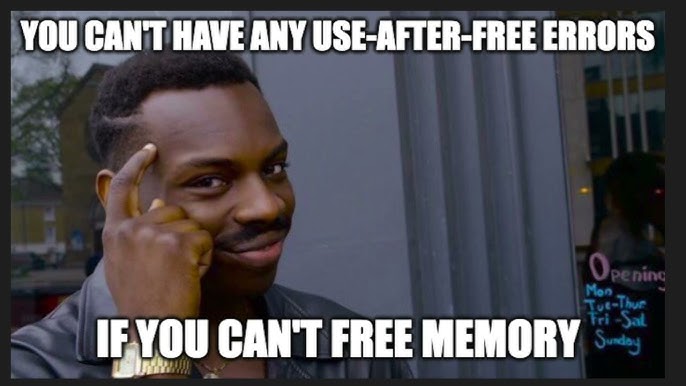 YOU CAN'T HAVE ANY USE-AFTER-FREE ERRORS
Opening
Mon
Tue-Thur
Fri - Sat
Sunday
IF YOU CAN'T FREE MEMORY